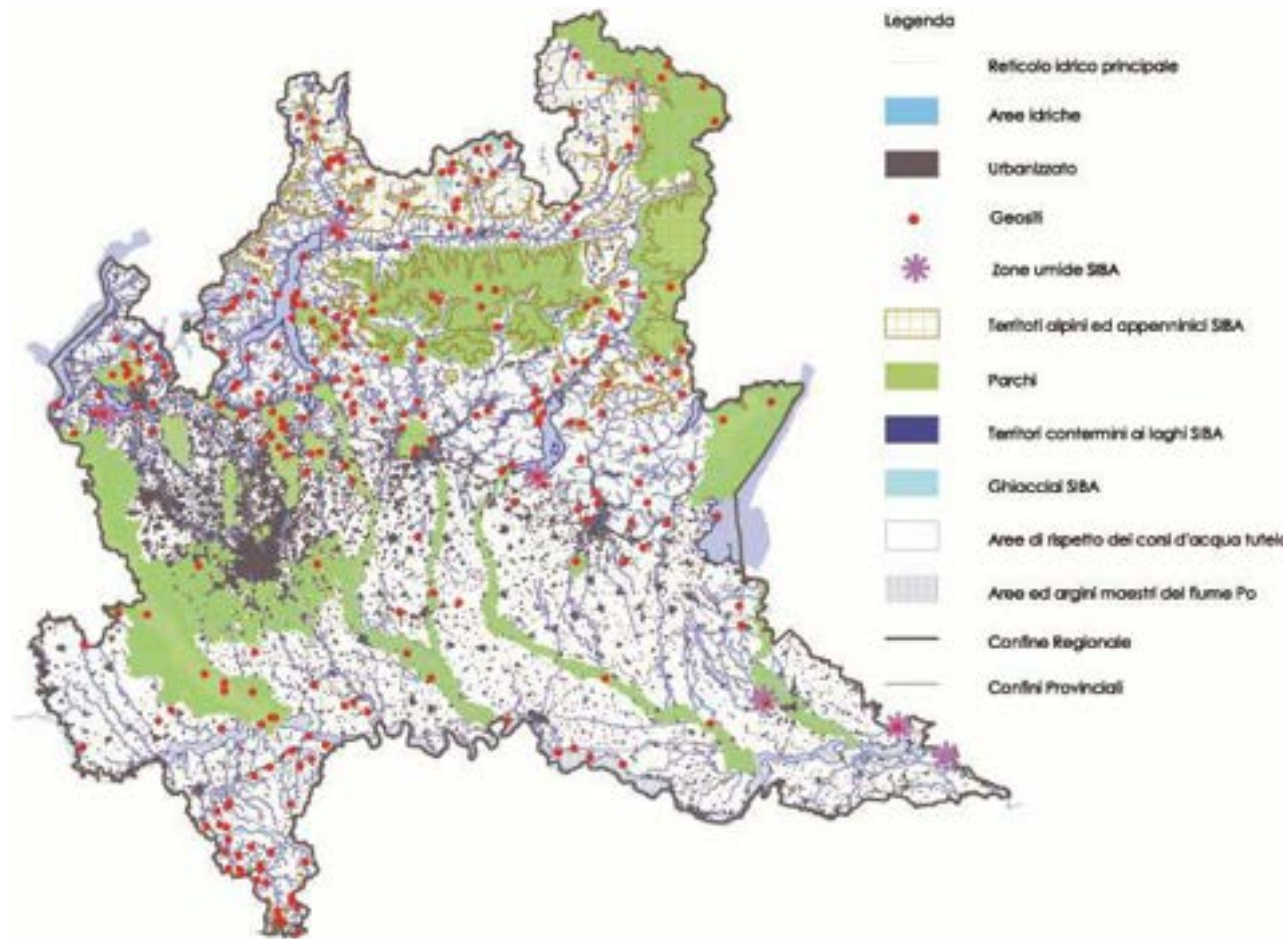 Legenda
Reticolo idrico principale
Aree idriche
Urbanizzato
Geositi
Zone umide SIBA
Territori alpini ed appenninici SIBA
Parchi
Territori contermini ai laghi SIBA
Ghiacciai SIBA
Aree di rispetto dei corsi d'acqua tutela
Aree ed argini maestri del fiume Po
Confine Regionale
Confini Provinciali